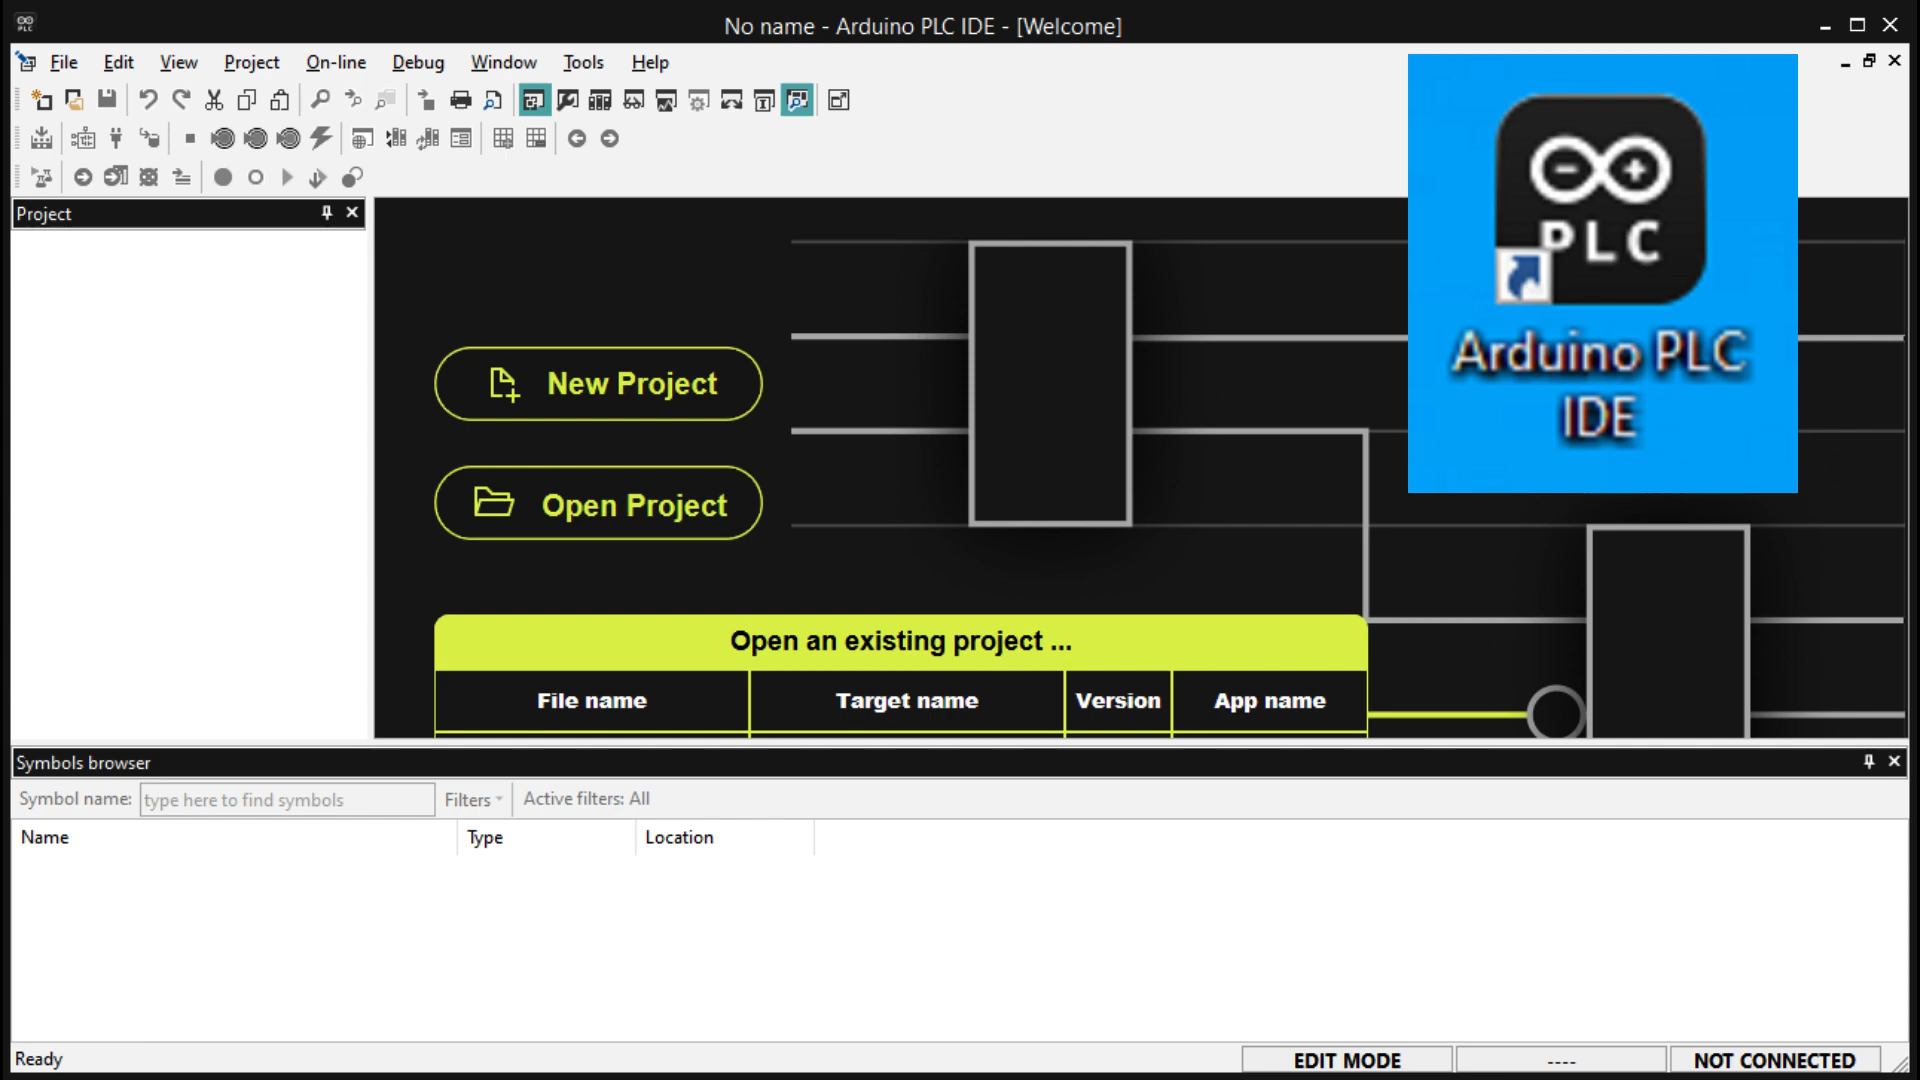 No name - Arduino PLC IDE - [Welcome]
File Edit View Project On-line Debug Window Tools Help
Project
PLC
Arduino PLC
IDE
New Project
Open Project
Open an existing project ...
File name Target name Version App name
Symbols browser
Symbol name: type here to find symbols Filters Active filters: All
Name Type Location
Ready EDIT MODE ---- NOT CONNECTED